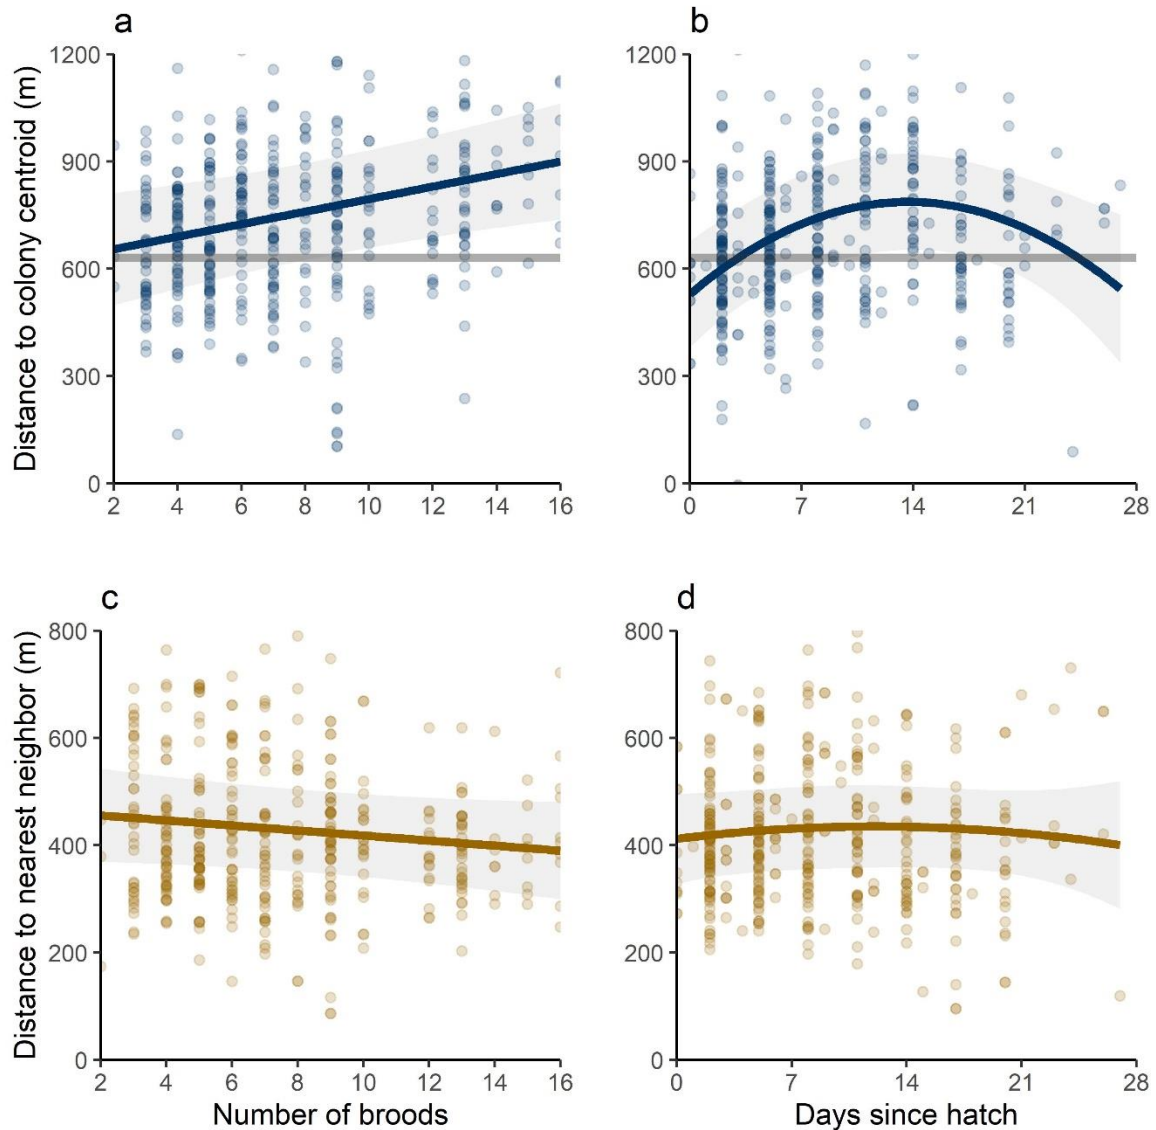 a
b
Distance to colony centroid (m)
1200
900
600
300
0
2 4 6 8 10 12 14 16
1200
900
600
300
0
0 7 14 21 28
c
d
Distance to nearest neighbor (m)
800
600
400
200
0
2 4 6 8 10 12 14 16
Number of broods
800
600
400
200
0
0 7 14 21 28
Days since hatch